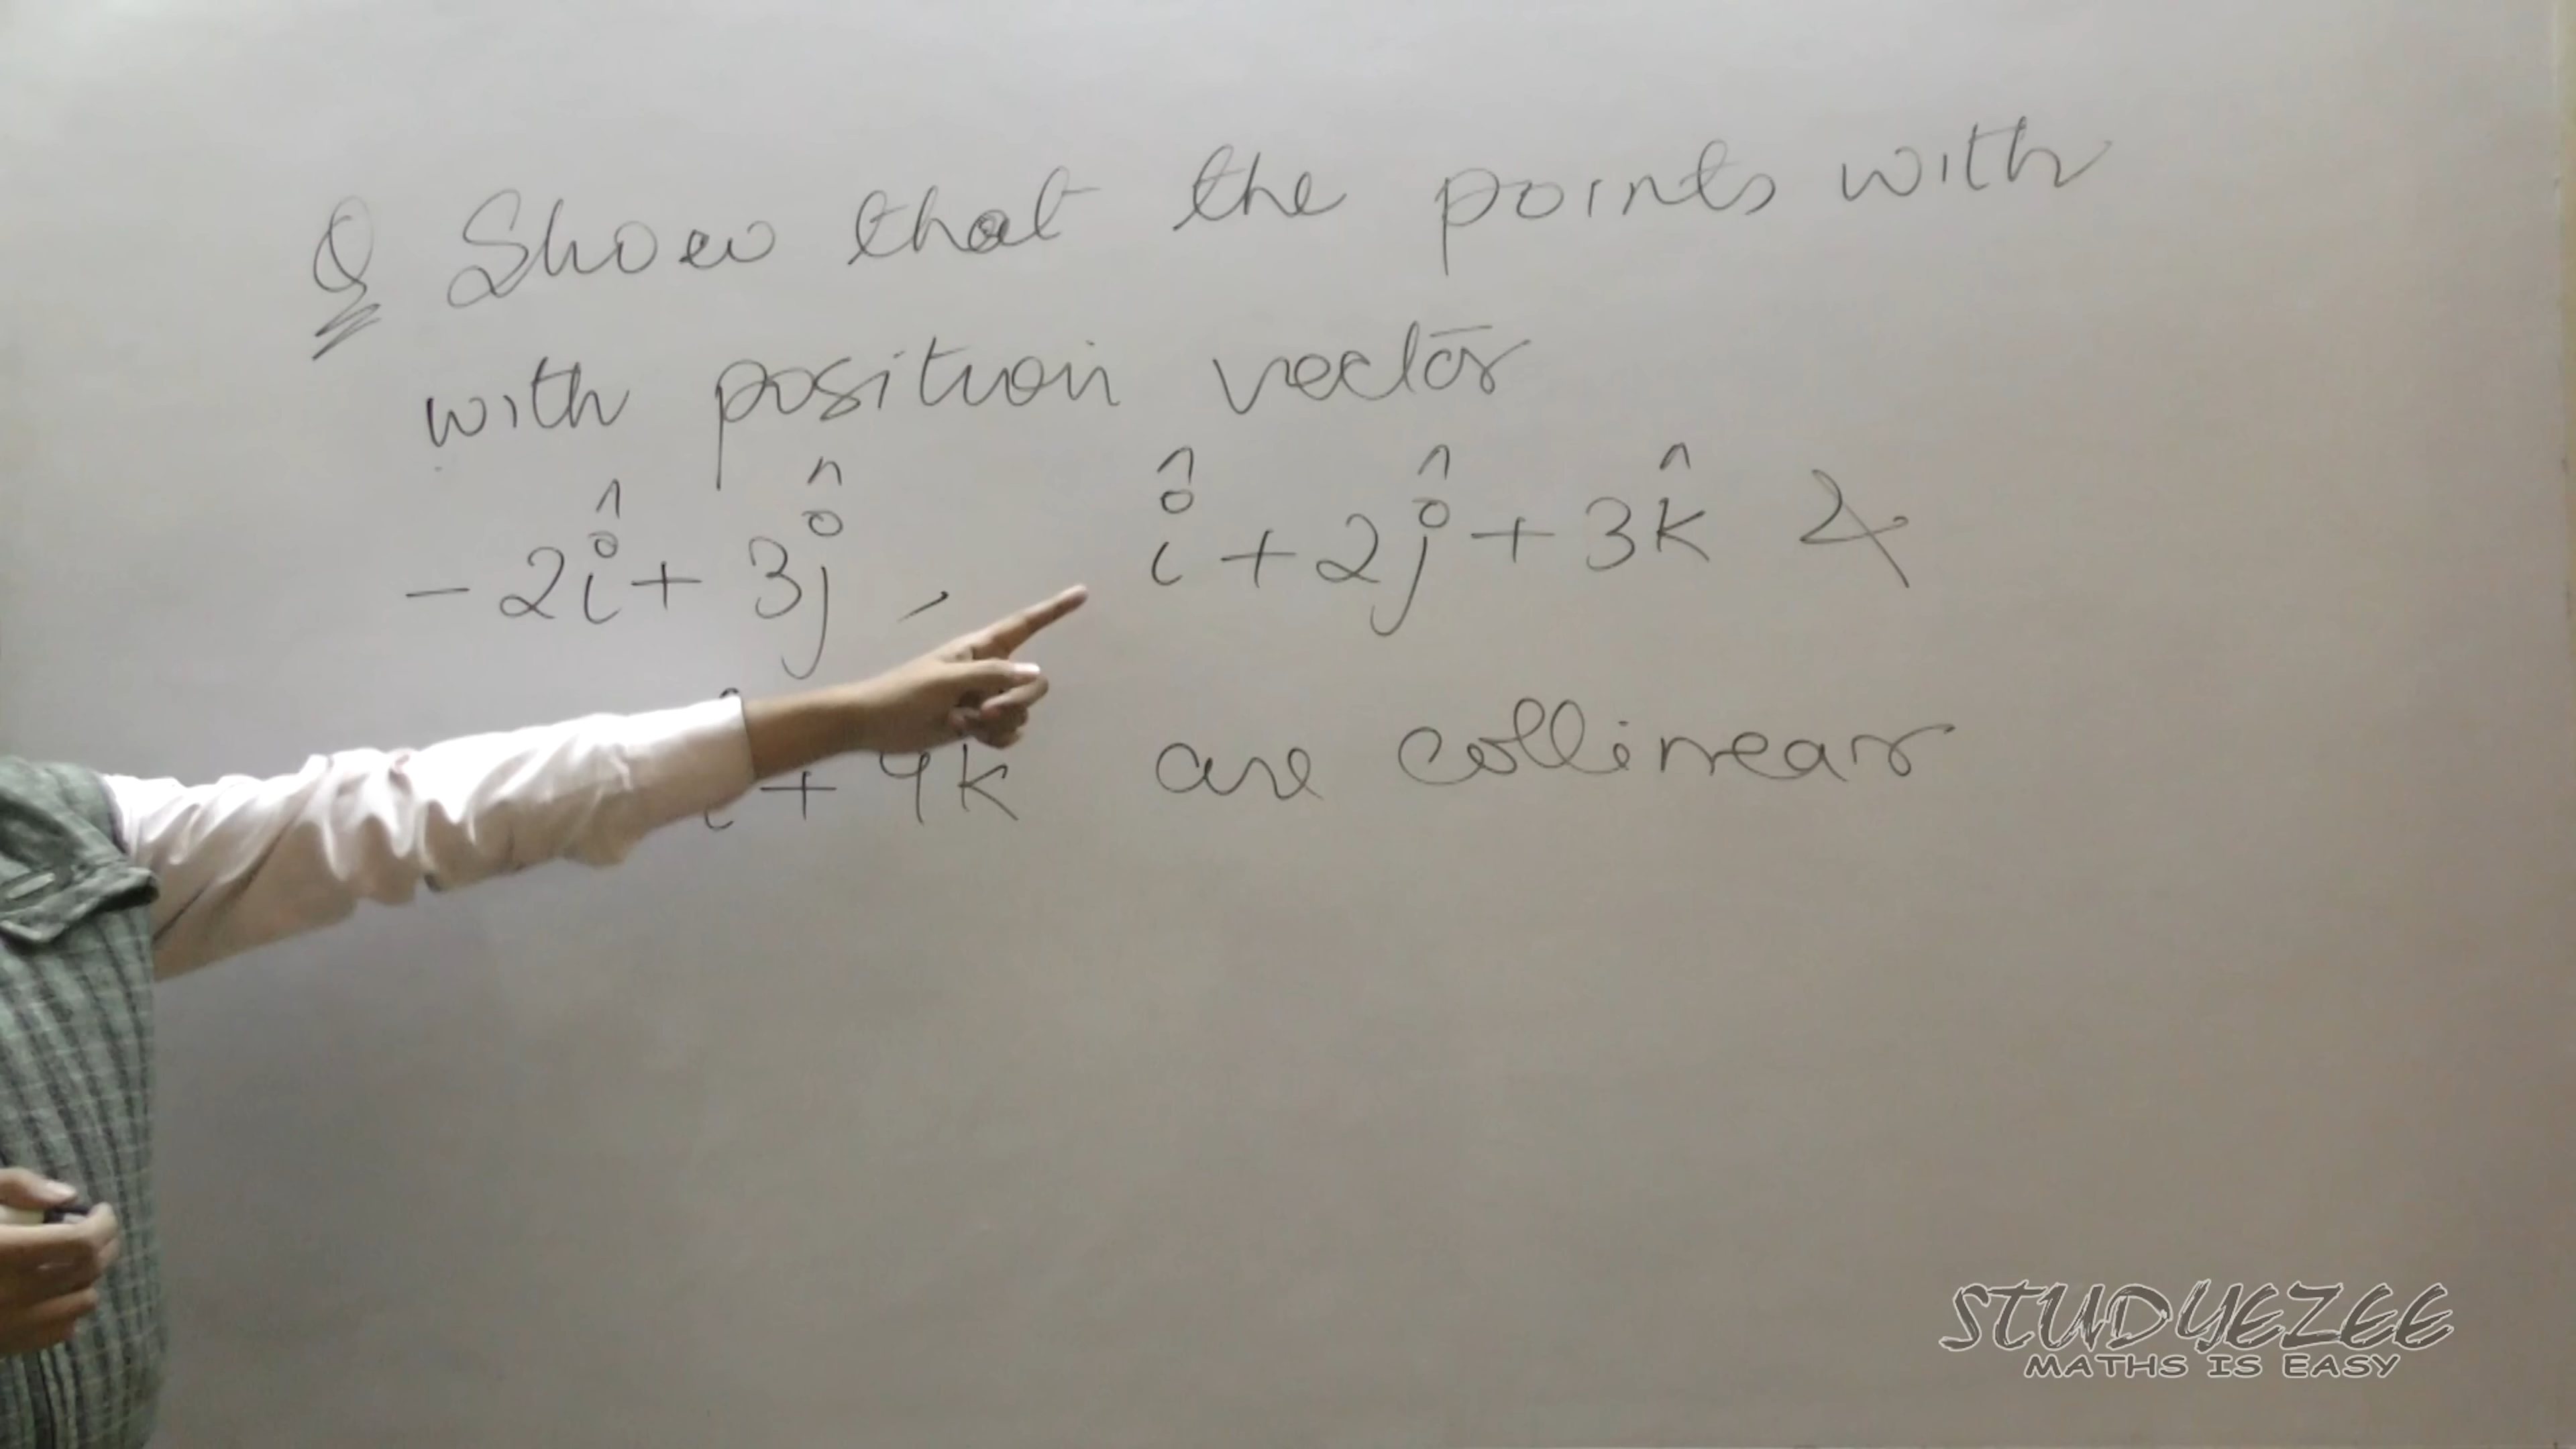 Q Show that the points with
with position vector
-2î + 3ĵ , î + 2ĵ + 3k̂ &
i + 4k are collinear
STUDYEZEE
MATHS IS EASY